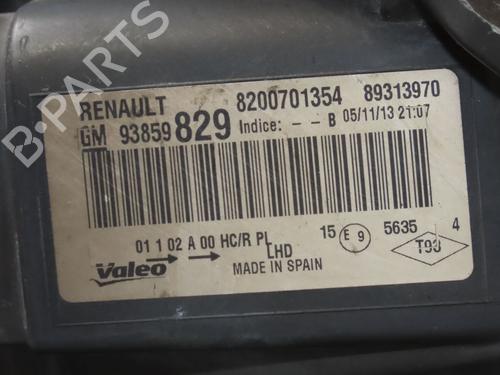 B-PARTS
RENAULT 8200701354 89313970
GM 93859 829 Indice: - - B 05/11/13 21:07
01 1 02 A 00 HC/R PL 15 E 9 5635 4
LHD T98
Valeo MADE IN SPAIN